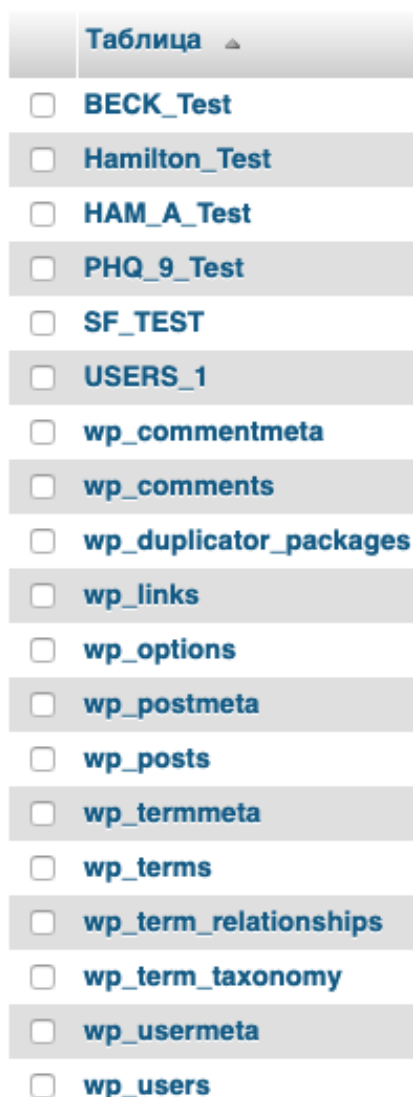 Таблица
BECK_Test
Hamilton_Test
HAM_A_Test
PHQ_9_Test
SF_TEST
USERS_1
wp_commentmeta
wp_comments
wp_duplicator_packages
wp_links
wp_options
wp_postmeta
wp_posts
wp_termmeta
wp_terms
wp_term_relationships
wp_term_taxonomy
wp_usermeta
wp_users